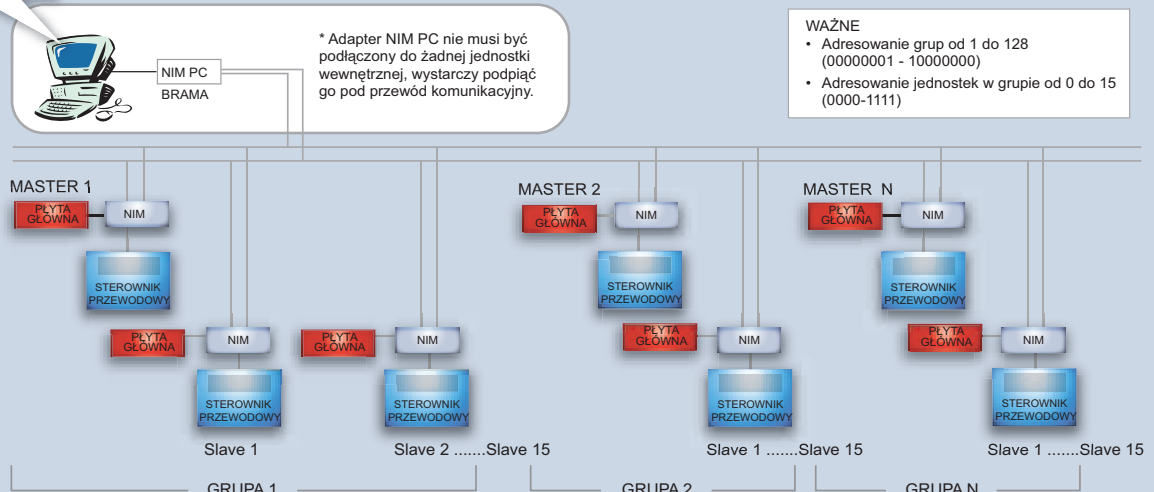 * Adapter NIM PC nie musi być
podłączony do żadnej jednostki
wewnętrznej, wystarczy podpiąć
go pod przewód komunikacyjny.
NIM PC
BRAMA
WAŻNE
• Adresowanie grup od 1 do 128
(00000001 - 10000000)
• Adresowanie jednostek w grupie od 0 do 15
(0000-1111)
MASTER 1
PŁYTA
GŁÓWNA
NIM
STEROWNIK
PRZEWODOWY
MASTER 2
PŁYTA
GŁÓWNA
NIM
STEROWNIK
PRZEWODOWY
MASTER N
PŁYTA
GŁÓWNA
NIM
STEROWNIK
PRZEWODOWY
PŁYTA
GŁÓWNA
NIM
STEROWNIK
PRZEWODOWY
PŁYTA
GŁÓWNA
NIM
STEROWNIK
PRZEWODOWY
PŁYTA
GŁÓWNA
NIM
STEROWNIK
PRZEWODOWY
PŁYTA
GŁÓWNA
NIM
STEROWNIK
PRZEWODOWY
Slave 1
Slave 2 .......Slave 15
Slave 1 .......Slave 15
Slave 1 .......Slave 15
GRUPA 1
GRUPA 2
GRUPA N